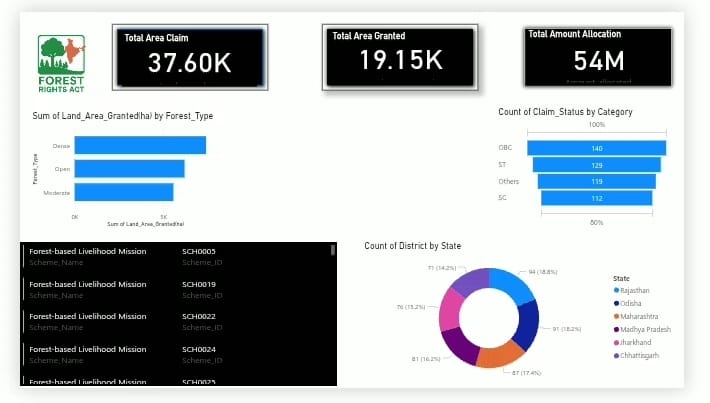 FOREST
RIGHTS ACT
Total Area Claim
37.60K
Total Area Granted
19.15K
Total Amount Allocation
54M
Amount_allocated
Sum of Land_Area_Granted(ha) by Forest_Type
Forest_Type
Dense
Open
Moderate
0K
5K
Sum of Land_Area_Granted(ha)
Count of Claim_Status by Category
100%
OBC
140
ST
129
Others
119
SC
112
80%
Forest-based Livelihood Mission SCH0005
Scheme_Name Scheme_ID
Forest-based Livelihood Mission SCH0019
Scheme_Name Scheme_ID
Forest-based Livelihood Mission SCH0022
Scheme_Name Scheme_ID
Forest-based Livelihood Mission SCH0024
Scheme_Name Scheme_ID
Forest-based Livelihood Mission SCH0025
Count of District by State
71 (14.2%)
94 (18.8%)
76 (15.2%)
91 (18.2%)
81 (16.2%)
87 (17.4%)
State
Rajasthan
Odisha
Maharashtra
Madhya Pradesh
Jharkhand
Chhattisgarh